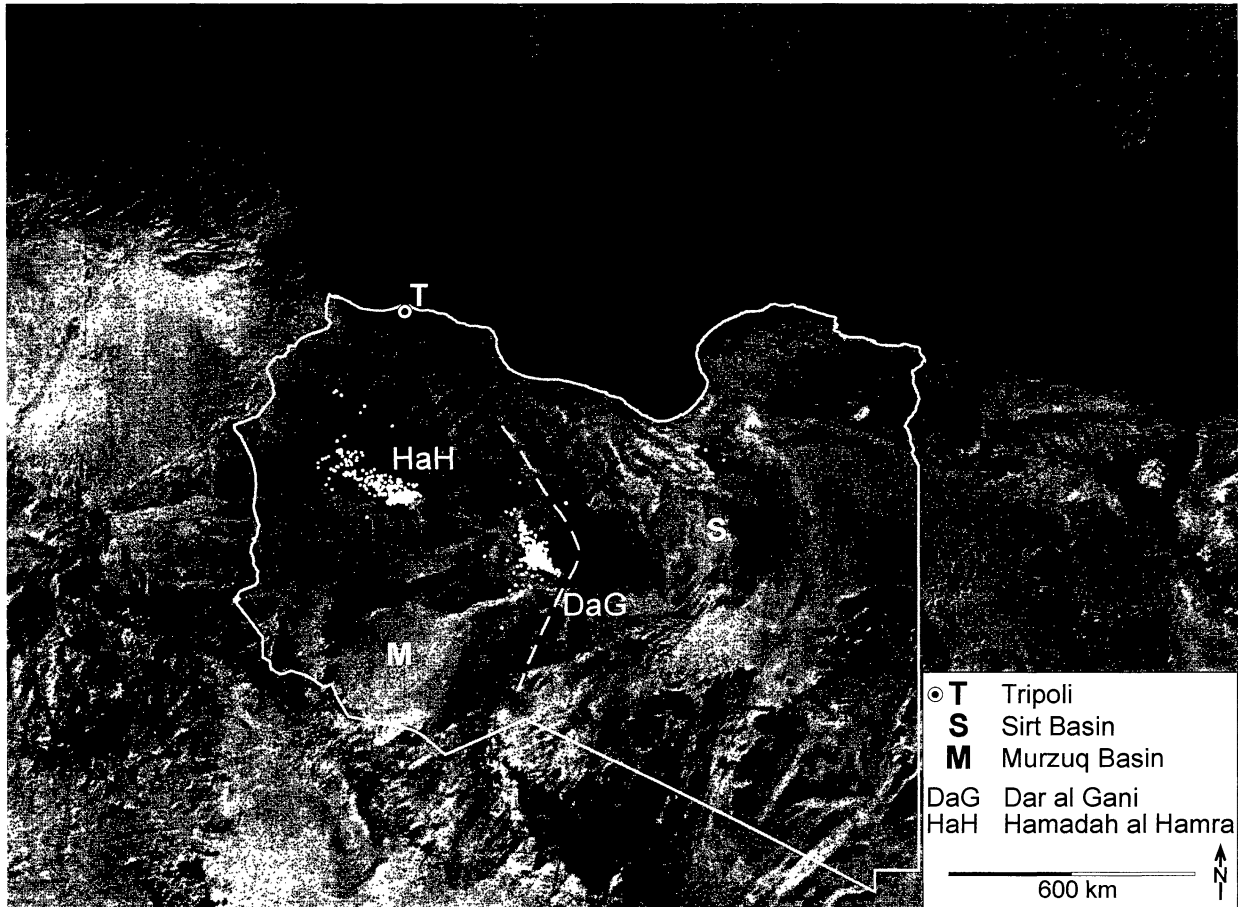 T
HaH
S
DaG
M
T Tripoli
S Sirt Basin
M Murzuq Basin
DaG Dar al Gani
HaH Hamadah al Hamra
600 km
N